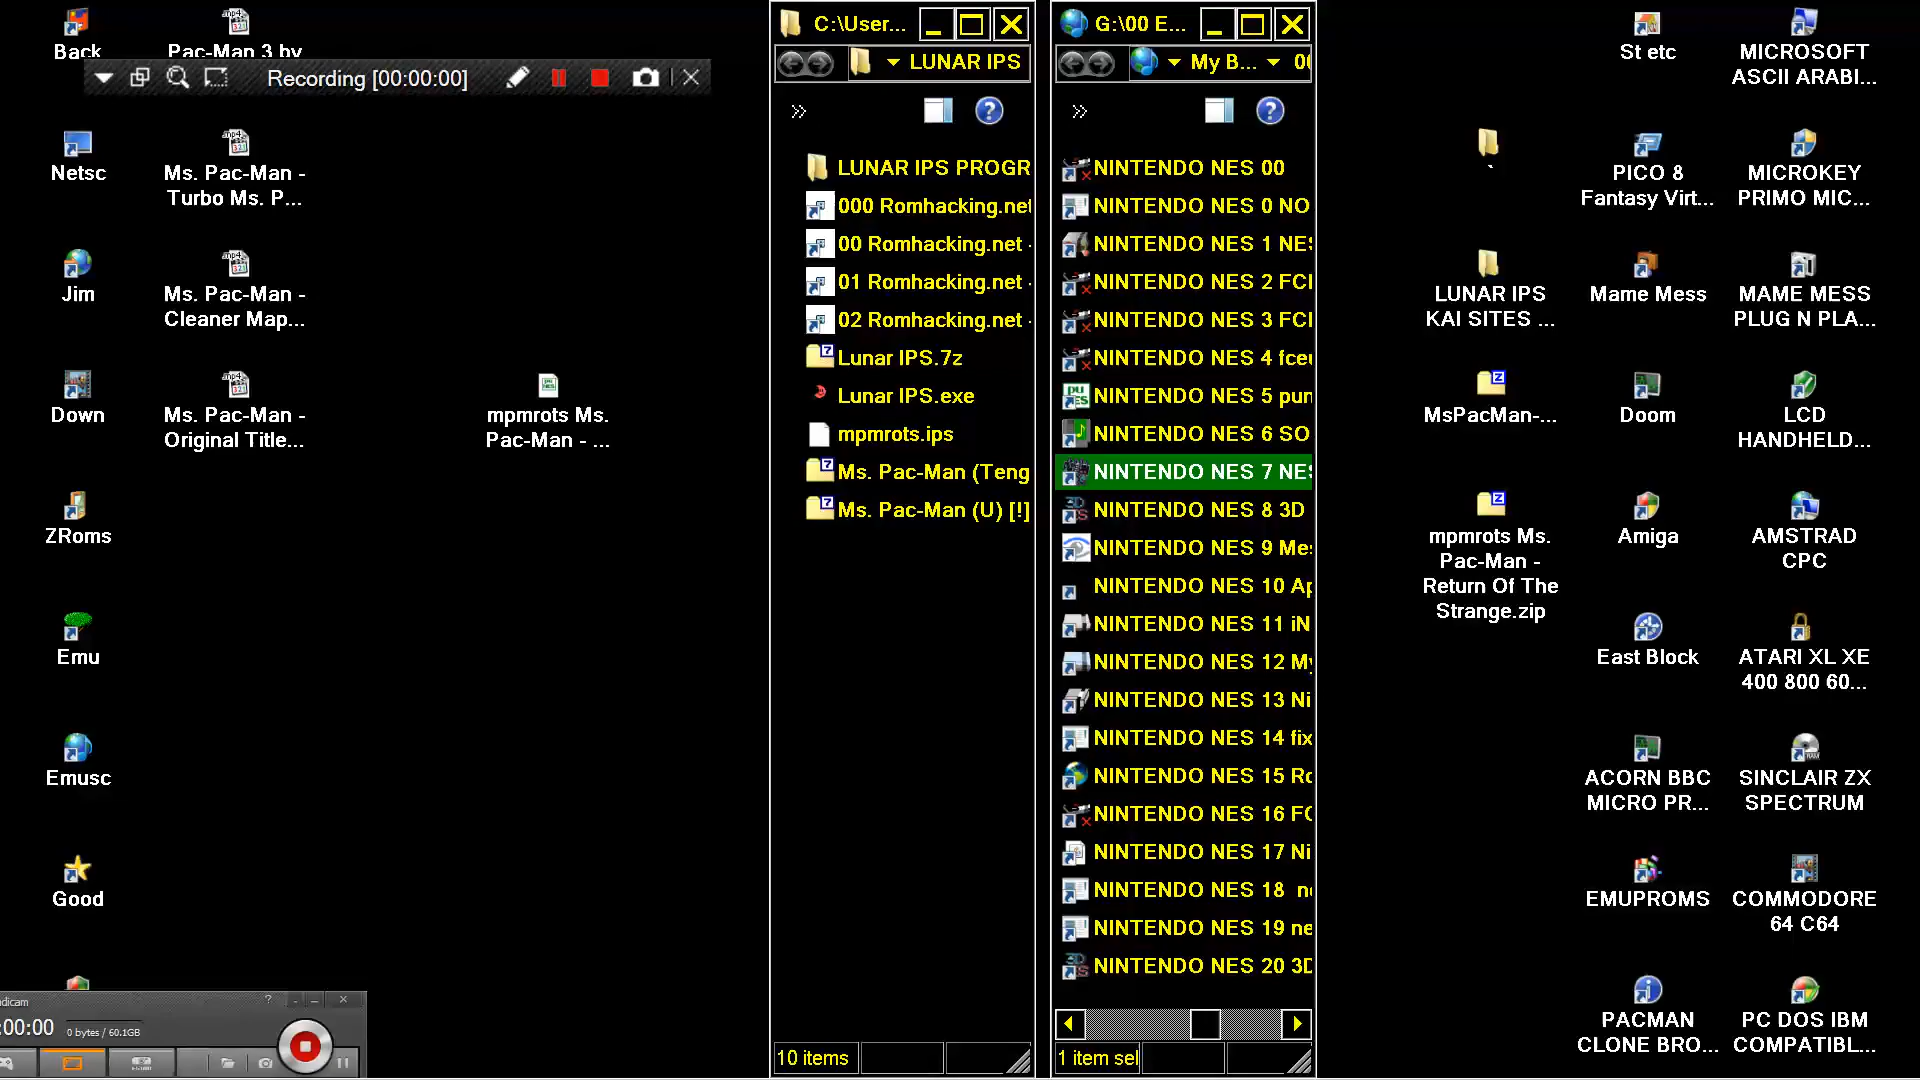 Back
Pac-Man 3 by
Recording [00:00:00]
Netsc
Ms. Pac-Man -
Turbo Ms. P...
Jim
Ms. Pac-Man -
Cleaner Map...
Down
Ms. Pac-Man -
Original Title...
mpmrots Ms.
Pac-Man - ...
ZRoms
Emu
Emusc
Good
dicam
?
:00:00
0 bytes / 60.1GB
C:\User...
LUNAR IPS
»
?
LUNAR IPS PROGR
000 Romhacking.net
00 Romhacking.net -
01 Romhacking.net -
02 Romhacking.net -
Lunar IPS.7z
Lunar IPS.exe
mpmrots.ips
Ms. Pac-Man (Teng
Ms. Pac-Man (U) [!]
10 items
G:\00 E...
My B...
»
?
NINTENDO NES 00
NINTENDO NES 0 NO
NINTENDO NES 1 NES
NINTENDO NES 2 FCE
NINTENDO NES 3 FCE
NINTENDO NES 4 fceu
NINTENDO NES 5 pun
NINTENDO NES 6 SO
NINTENDO NES 7 NES
NINTENDO NES 8 3D
NINTENDO NES 9 Mes
NINTENDO NES 10 Ap
NINTENDO NES 11 iN
NINTENDO NES 12 My
NINTENDO NES 13 Ni
NINTENDO NES 14 fix
NINTENDO NES 15 Ro
NINTENDO NES 16 FC
NINTENDO NES 17 Ni
NINTENDO NES 18 ne
NINTENDO NES 19 ne
NINTENDO NES 20 3D
1 item sel
`
LUNAR IPS
KAI SITES ...
MsPacMan-...
mpmrots Ms.
Pac-Man -
Return Of The
Strange.zip
St etc
PICO 8
Fantasy Virt...
Mame Mess
Doom
Amiga
East Block
ACORN BBC
MICRO PR...
EMUPROMS
PACMAN
CLONE BRO...
MICROSOFT
ASCII ARABI...
MICROKEY
PRIMO MIC...
MAME MESS
PLUG N PLA...
LCD
HANDHELD...
AMSTRAD
CPC
ATARI XL XE
400 800 60...
SINCLAIR ZX
SPECTRUM
COMMODORE
64 C64
PC DOS IBM
COMPATIBL...